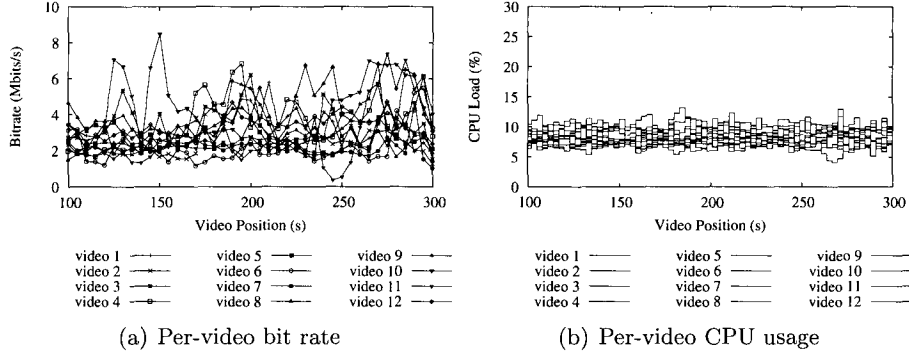 10
8
6
4
2
0
Bitrate (Mbits/s)
100 150 200 250 300
Video Position (s)
video 1 video 5 video 9
video 2 video 6 video 10
video 3 video 7 video 11
video 4 video 8 video 12
(a) Per-video bit rate
30
25
20
15
10
5
0
CPU Load (%)
100 150 200 250 300
Video Position (s)
video 1 video 5 video 9
video 2 video 6 video 10
video 3 video 7 video 11
video 4 video 8 video 12
(b) Per-video CPU usage